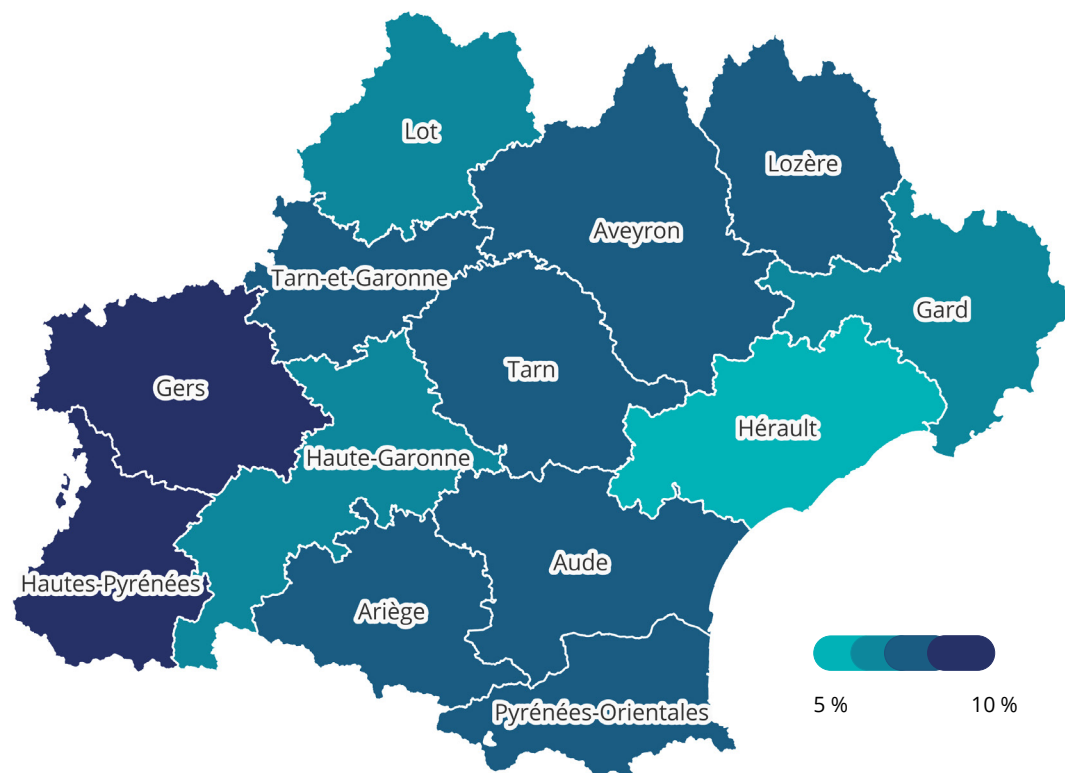 Lot
Lozère
Aveyron
Tarn-et-Garonne
Gard
Tarn
Gers
Hérault
Haute-Garonne
Aude
Hautes-Pyrénées
Ariège
5 %
10 %
Pyrénées-Orientales